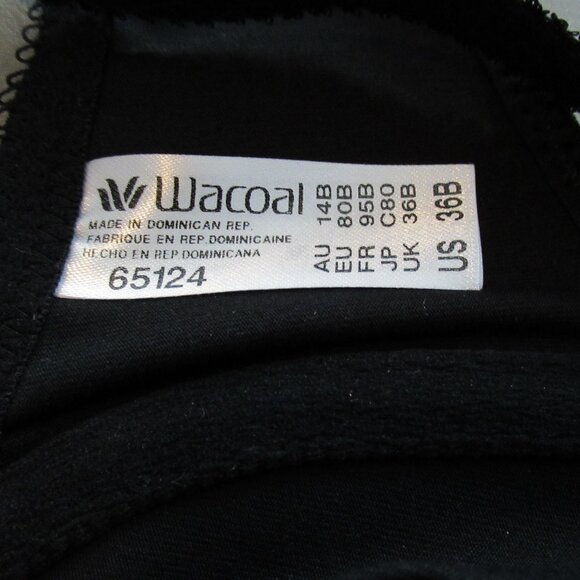 Wacoal
MADE IN DOMINICAN REP.
FABRIQUE EN REP. DOMINICAINE
HECHO EN REP. DOMINICANA
65124
AU 14B
EU 80B
FR 95B
JP C80
UK 36B
US 36B